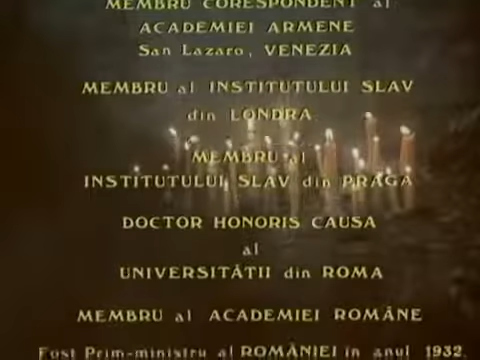 MEMBRU CORESPONDENT al
ACADEMIEI ARMENE
San Lazaro, VENEZIA
MEMBRU al INSTITUTULUI SLAV
din LONDRA
MEMBRU al
INSTITUTULUI SLAV din PRAGA
DOCTOR HONORIS CAUSA
al
UNIVERSITĂTII din ROMA
MEMBRU al ACADEMIEI ROMÂNE
Fost Prim-ministru al ROMÂNIEI in anul 1932.